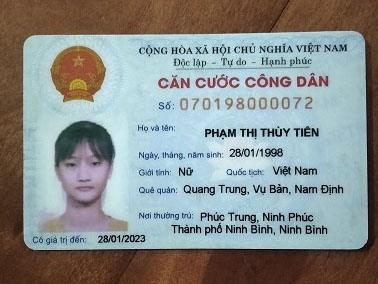 CỘNG HÒA XÃ HỘI CHỦ NGHĨA VIỆT NAM
Độc lập - Tự do - Hạnh phúc
CĂN CƯỚC CÔNG DÂN
Số: 070198000072
Họ và tên:
PHẠM THỊ THÙY TIÊN
Ngày, tháng, năm sinh: 28/01/1998
Giới tính: Nữ Quốc tịch: Việt Nam
Quê quán: Quang Trung, Vụ Bản, Nam Định
Nơi thường trú: Phúc Trung, Ninh Phúc
Thành phố Ninh Bình, Ninh Bình
Có giá trị đến: 28/01/2023